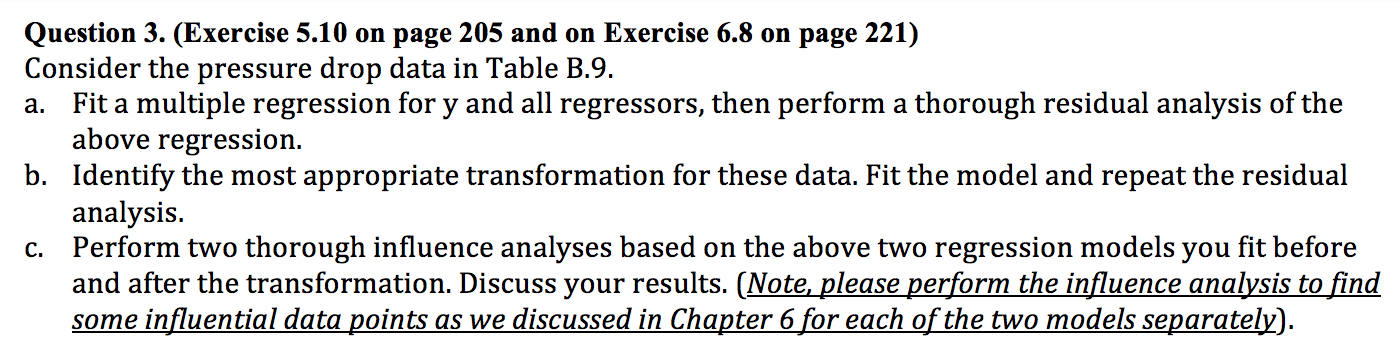 Question 3. (Exercise 5.10 on page 205 and on Exercise 6.8 on page 221)
Consider the pressure drop data in Table B.9.
a. Fit a multiple regression for y and all regressors, then perform a thorough residual analysis of the
above regression.
b. Identify the most appropriate transformation for these data. Fit the model and repeat the residual
analysis.
c. Perform two thorough influence analyses based on the above two regression models you fit before
and after the transformation. Discuss your results. (Note, please perform the influence analysis to find
some influential data points as we discussed in Chapter 6 for each of the two models separately).